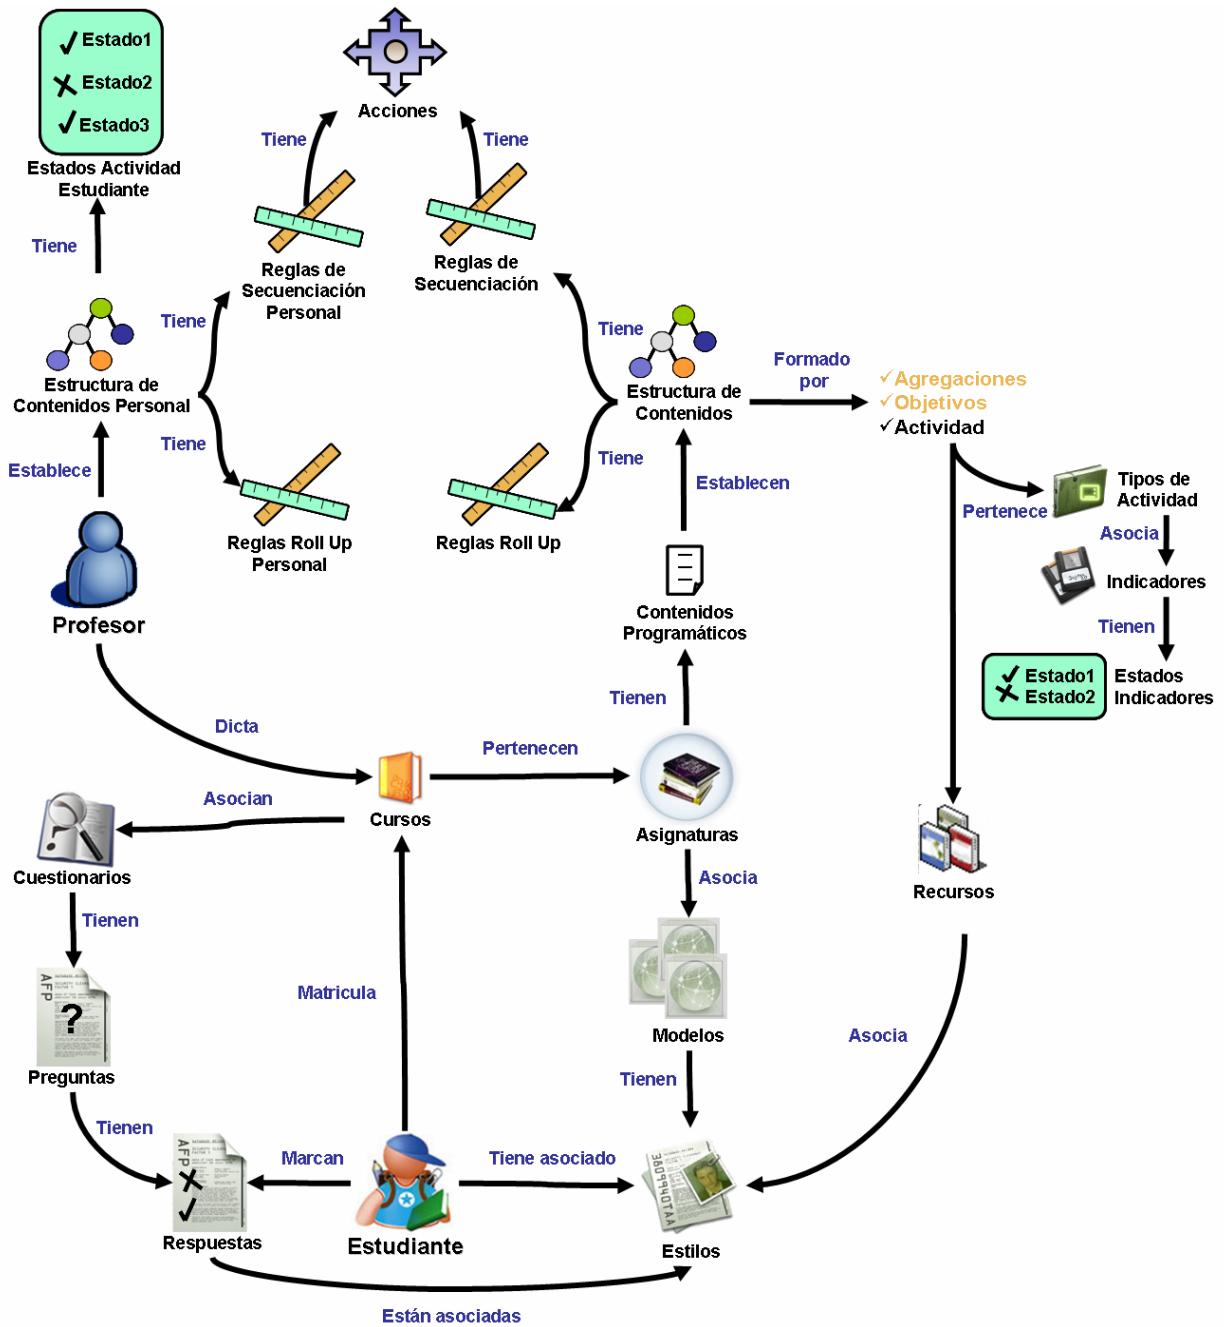 Estado1
Estado2
Estado3
Estados Actividad
Estudiante
Acciones
Tiene
Tiene
Tiene
Reglas de
Secuenciación
Personal
Reglas de
Secuenciación
Tiene
Tiene
Estructura de
Contenidos Personal
Estructura de
Contenidos
Formado
por
Agregaciones
Objetivos
Actividad
Tiene
Tiene
Establece
Establecen
Pertenece
Tipos de
Actividad
Asocia
Reglas Roll Up
Personal
Reglas Roll Up
Indicadores
Profesor
Contenidos
Programáticos
Tienen
Estado1
Estado2
Estados
Indicadores
Tienen
Dicta
Pertenecen
Asocian
Cursos
Asignaturas
Cuestionarios
Asocia
Recursos
Tienen
AFP
?
Matricula
Modelos
Asocia
Preguntas
Tienen
Tienen
AFP
Marcan
Tiene asociado
Respuestas
Estudiante
Estilos
Están asociadas